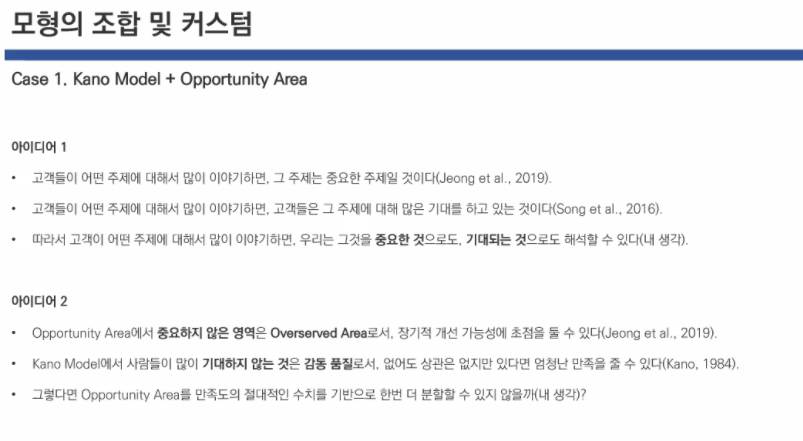 모형의 조합 및 커스텀
Case 1. Kano Model + Opportunity Area
아이디어 1
• 고객들이 어떤 주제에 대해서 많이 이야기하면, 그 주제는 중요한 주제일 것이다(Jeong et al., 2019).
• 고객들이 어떤 주제에 대해서 많이 이야기하면, 고객들은 그 주제에 대해 많은 기대를 하고 있는 것이다(Song et al., 2016).
• 따라서 고객이 어떤 주제에 대해서 많이 이야기하면, 우리는 그것을 중요한 것으로도, 기대되는 것으로도 해석할 수 있다(내 생각).
아이디어 2
• Opportunity Area에서 중요하지 않은 영역은 Overserved Area로서, 장기적 개선 가능성에 초점을 둘 수 있다(Jeong et al., 2019).
• Kano Model에서 사람들이 많이 기대하지 않는 것은 감동 품질로서, 없어도 상관은 없지만 있다면 엄청난 만족을 줄 수 있다(Kano, 1984).
• 그렇다면 Opportunity Area를 만족도의 절대적인 수치를 기반으로 한번 더 분할할 수 있지 않을까(내 생각)?